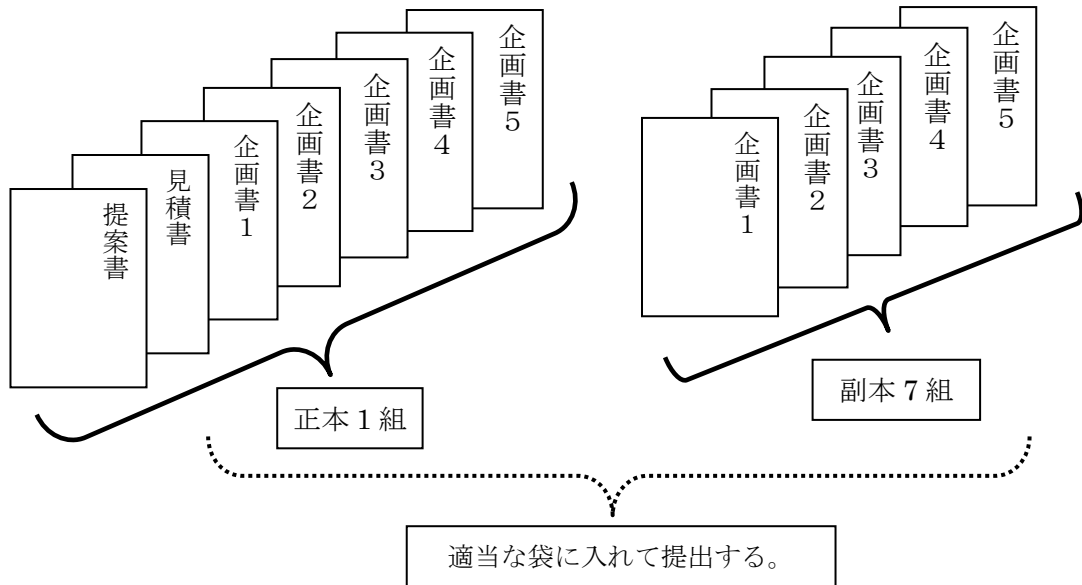 提案書
見積書
企画書１
企画書２
企画書３
企画書４
企画書５
正本１組
企画書１
企画書２
企画書３
企画書４
企画書５
副本７組
適当な袋に入れて提出する。